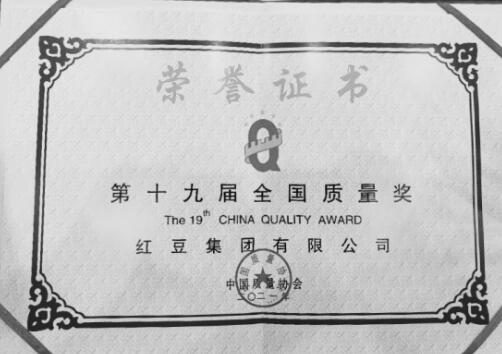 荣誉证书
第十九届全国质量奖
The 19th CHINA QUALITY AWARD
红豆集团有限公司
中国质量协会
二〇二一年